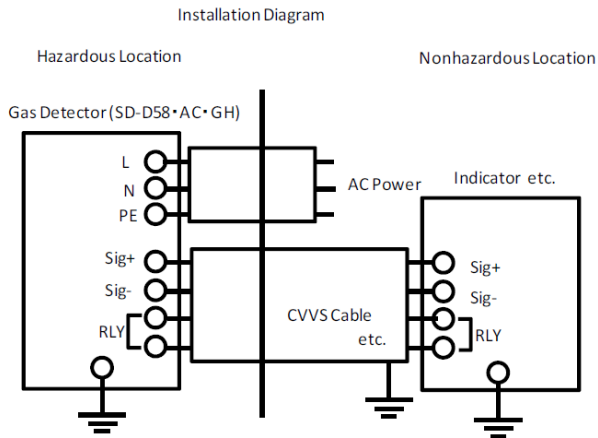 Installation Diagram
Hazardous Location
Nonhazardous Location
Gas Detector (SD-D58・AC・GH)
L
N
PE
AC Power
Indicator etc.
Sig+
Sig-
RLY
CVVS Cable
etc.
Sig+
Sig-
RLY